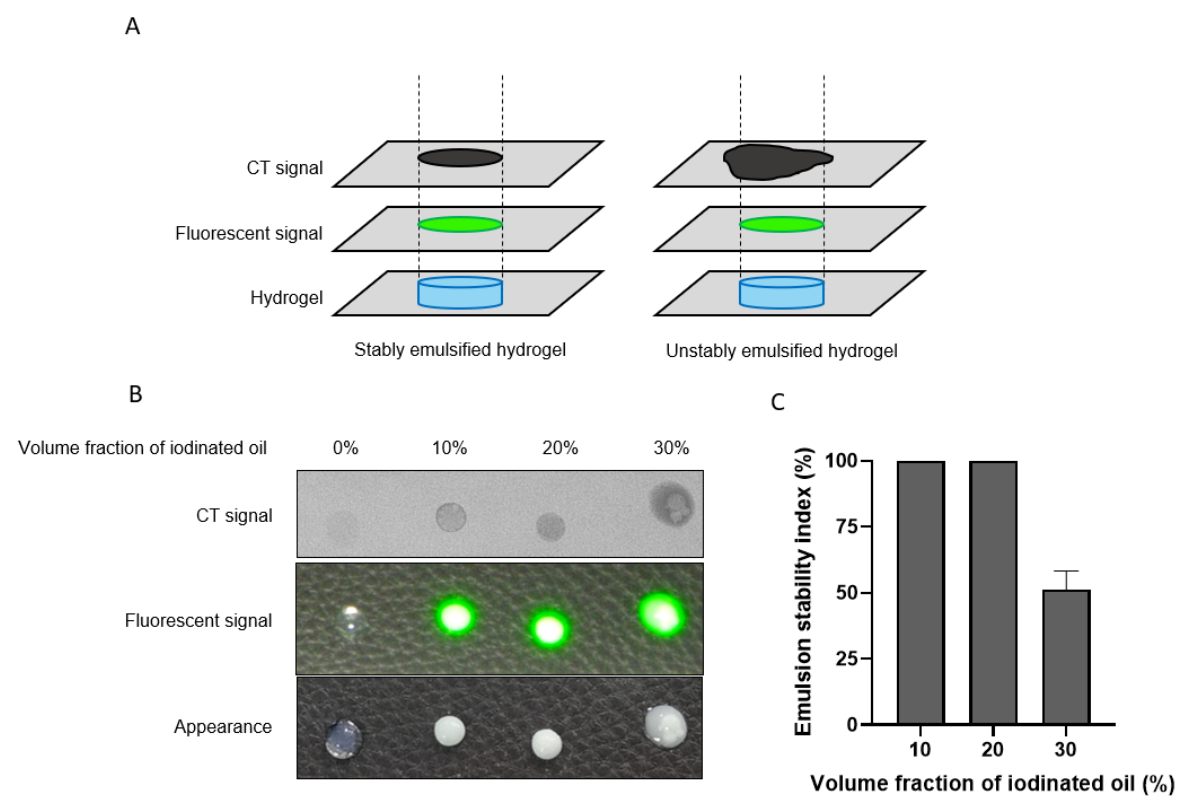 A
CT signal
Fluorescent signal
Hydrogel
Stably emulsified hydrogel
Unstably emulsified hydrogel
B
Volume fraction of iodinated oil 0% 10% 20% 30%
CT signal
Fluorescent signal
Appearance
C
Emulsion stability index (%)
100
75
50
25
0
10 20 30
Volume fraction of iodinated oil (%)